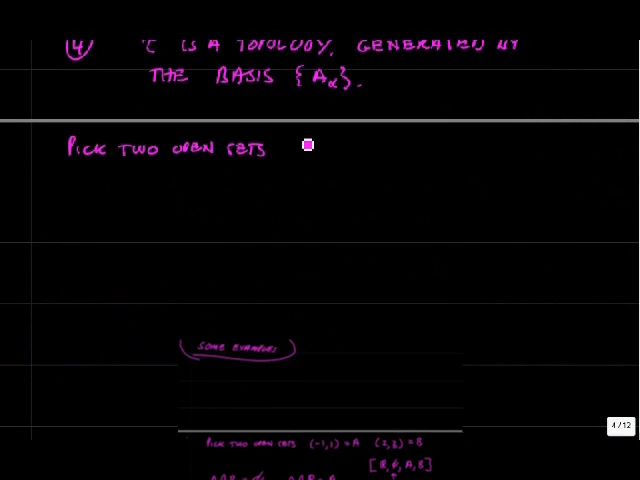 (4) τ IS A TOPOLOGY, GENERATED BY
THE BASIS {A_α}.
PICK TWO OPEN SETS
SOME EXAMPLES
PICK TWO OPEN SETS (-1,1) = A (2,3) = B
[R, ϕ, A, B]
4 / 12